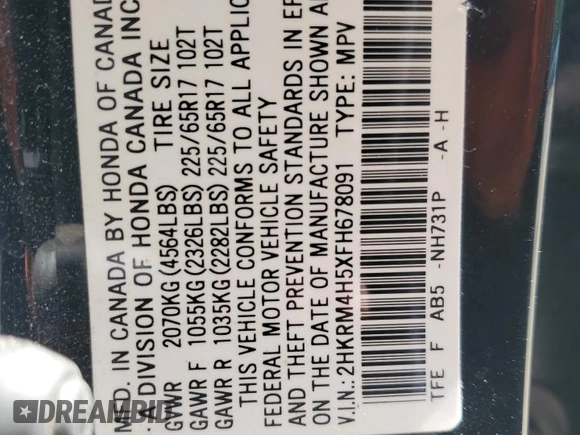 MFD. IN CANADA BY HONDA OF CANADA
A DIVISION OF HONDA CANADA INC
GVWR 2070KG(4564LBS) TIRE SIZE
GAWR F 1055KG(2326LBS) 225/65R17 102T
GAWR R 1035KG(2282LBS) 225/65R17 102T
THIS VEHICLE CONFORMS TO ALL APPLIC
FEDERAL MOTOR VEHICLE SAFETY
AND THEFT PREVENTION STANDARDS IN EF
ON THE DATE OF MANUFACTURE SHOWN A
V.I.N.: 2HKRM4H5XFH678091 TYPE: MPV
TFE F AB5 -NH731P -A -H
DREAMBID